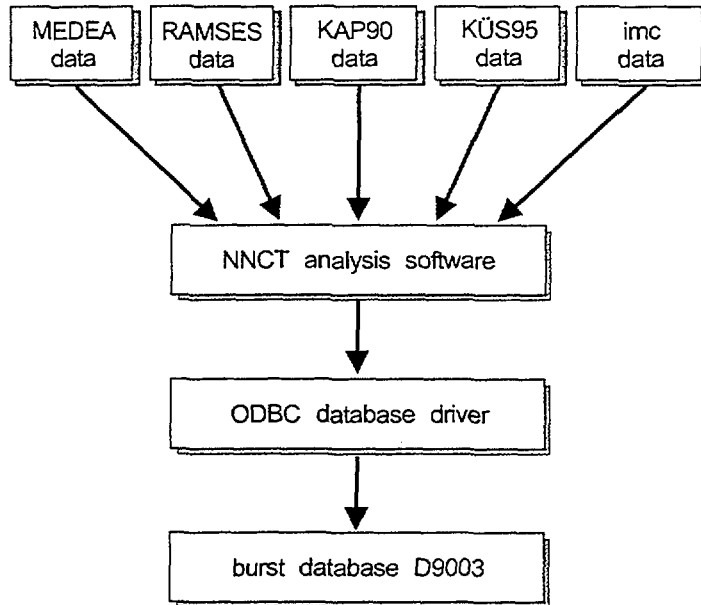 MEDEA data
RAMSES data
KAP90 data
KÜS95 data
imc data
NNCT analysis software
ODBC database driver
burst database D9003